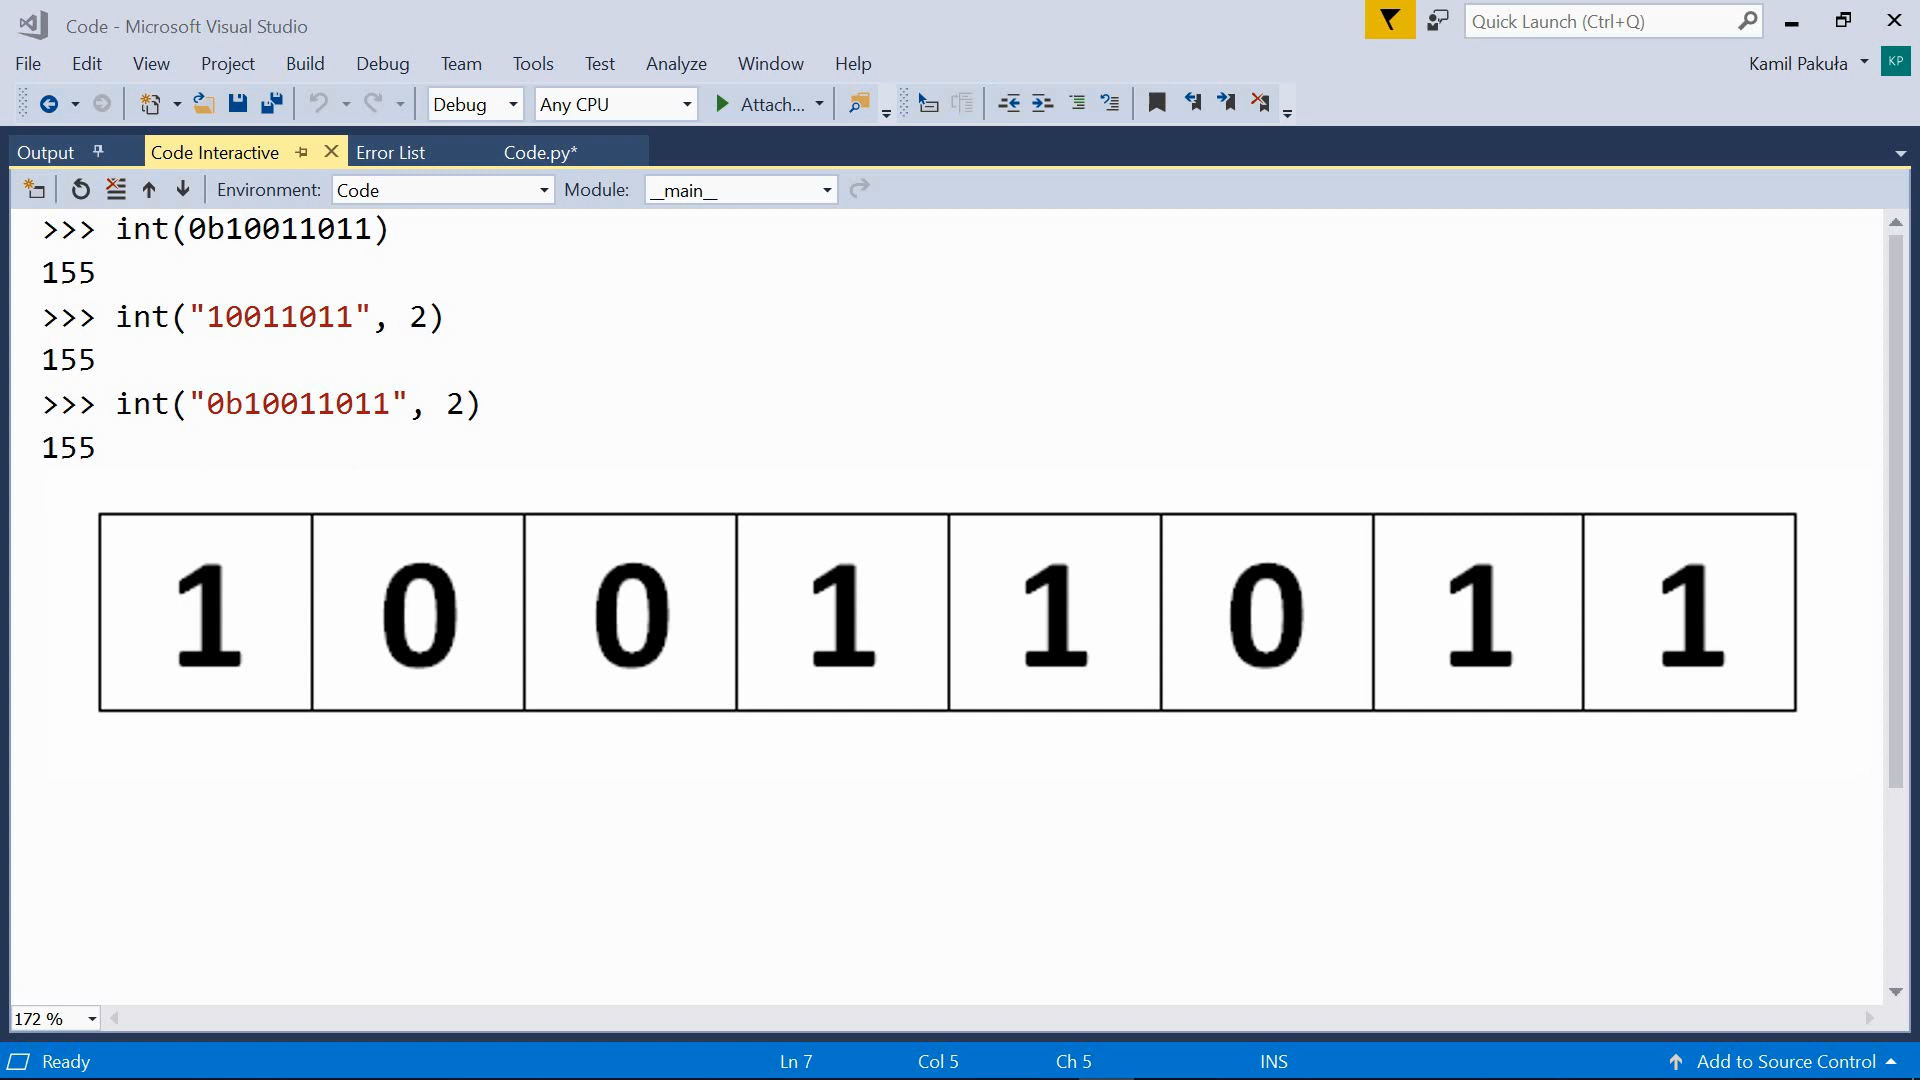 Code - Microsoft Visual Studio
Quick Launch (Ctrl+Q)
File Edit View Project Build Debug Team Tools Test Analyze Window Help
Kamil Pakuła KP
Debug Any CPU Attach...
Output Code Interactive Error List Code.py*
Environment: Code Module: __main__
>>> int(0b10011011)
155
>>> int("10011011", 2)
155
>>> int("0b10011011", 2)
155
1 0 0 1 1 0 1 1
172 %
Ready Ln 7 Col 5 Ch 5 INS Add to Source Control